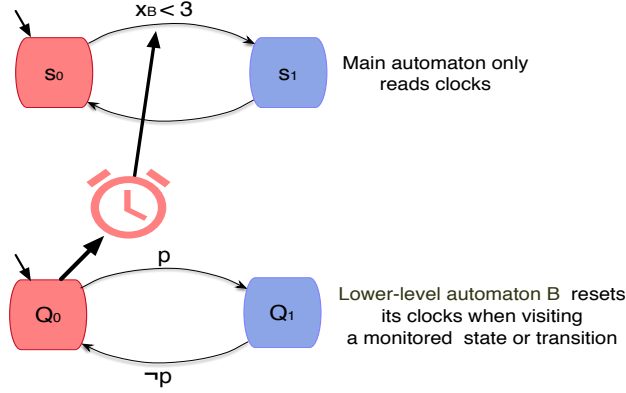 xB < 3
s0
s1
Main automaton only
reads clocks
p
Q0
Q1
Lower-level automaton B resets
its clocks when visiting
a monitored state or transition
¬p